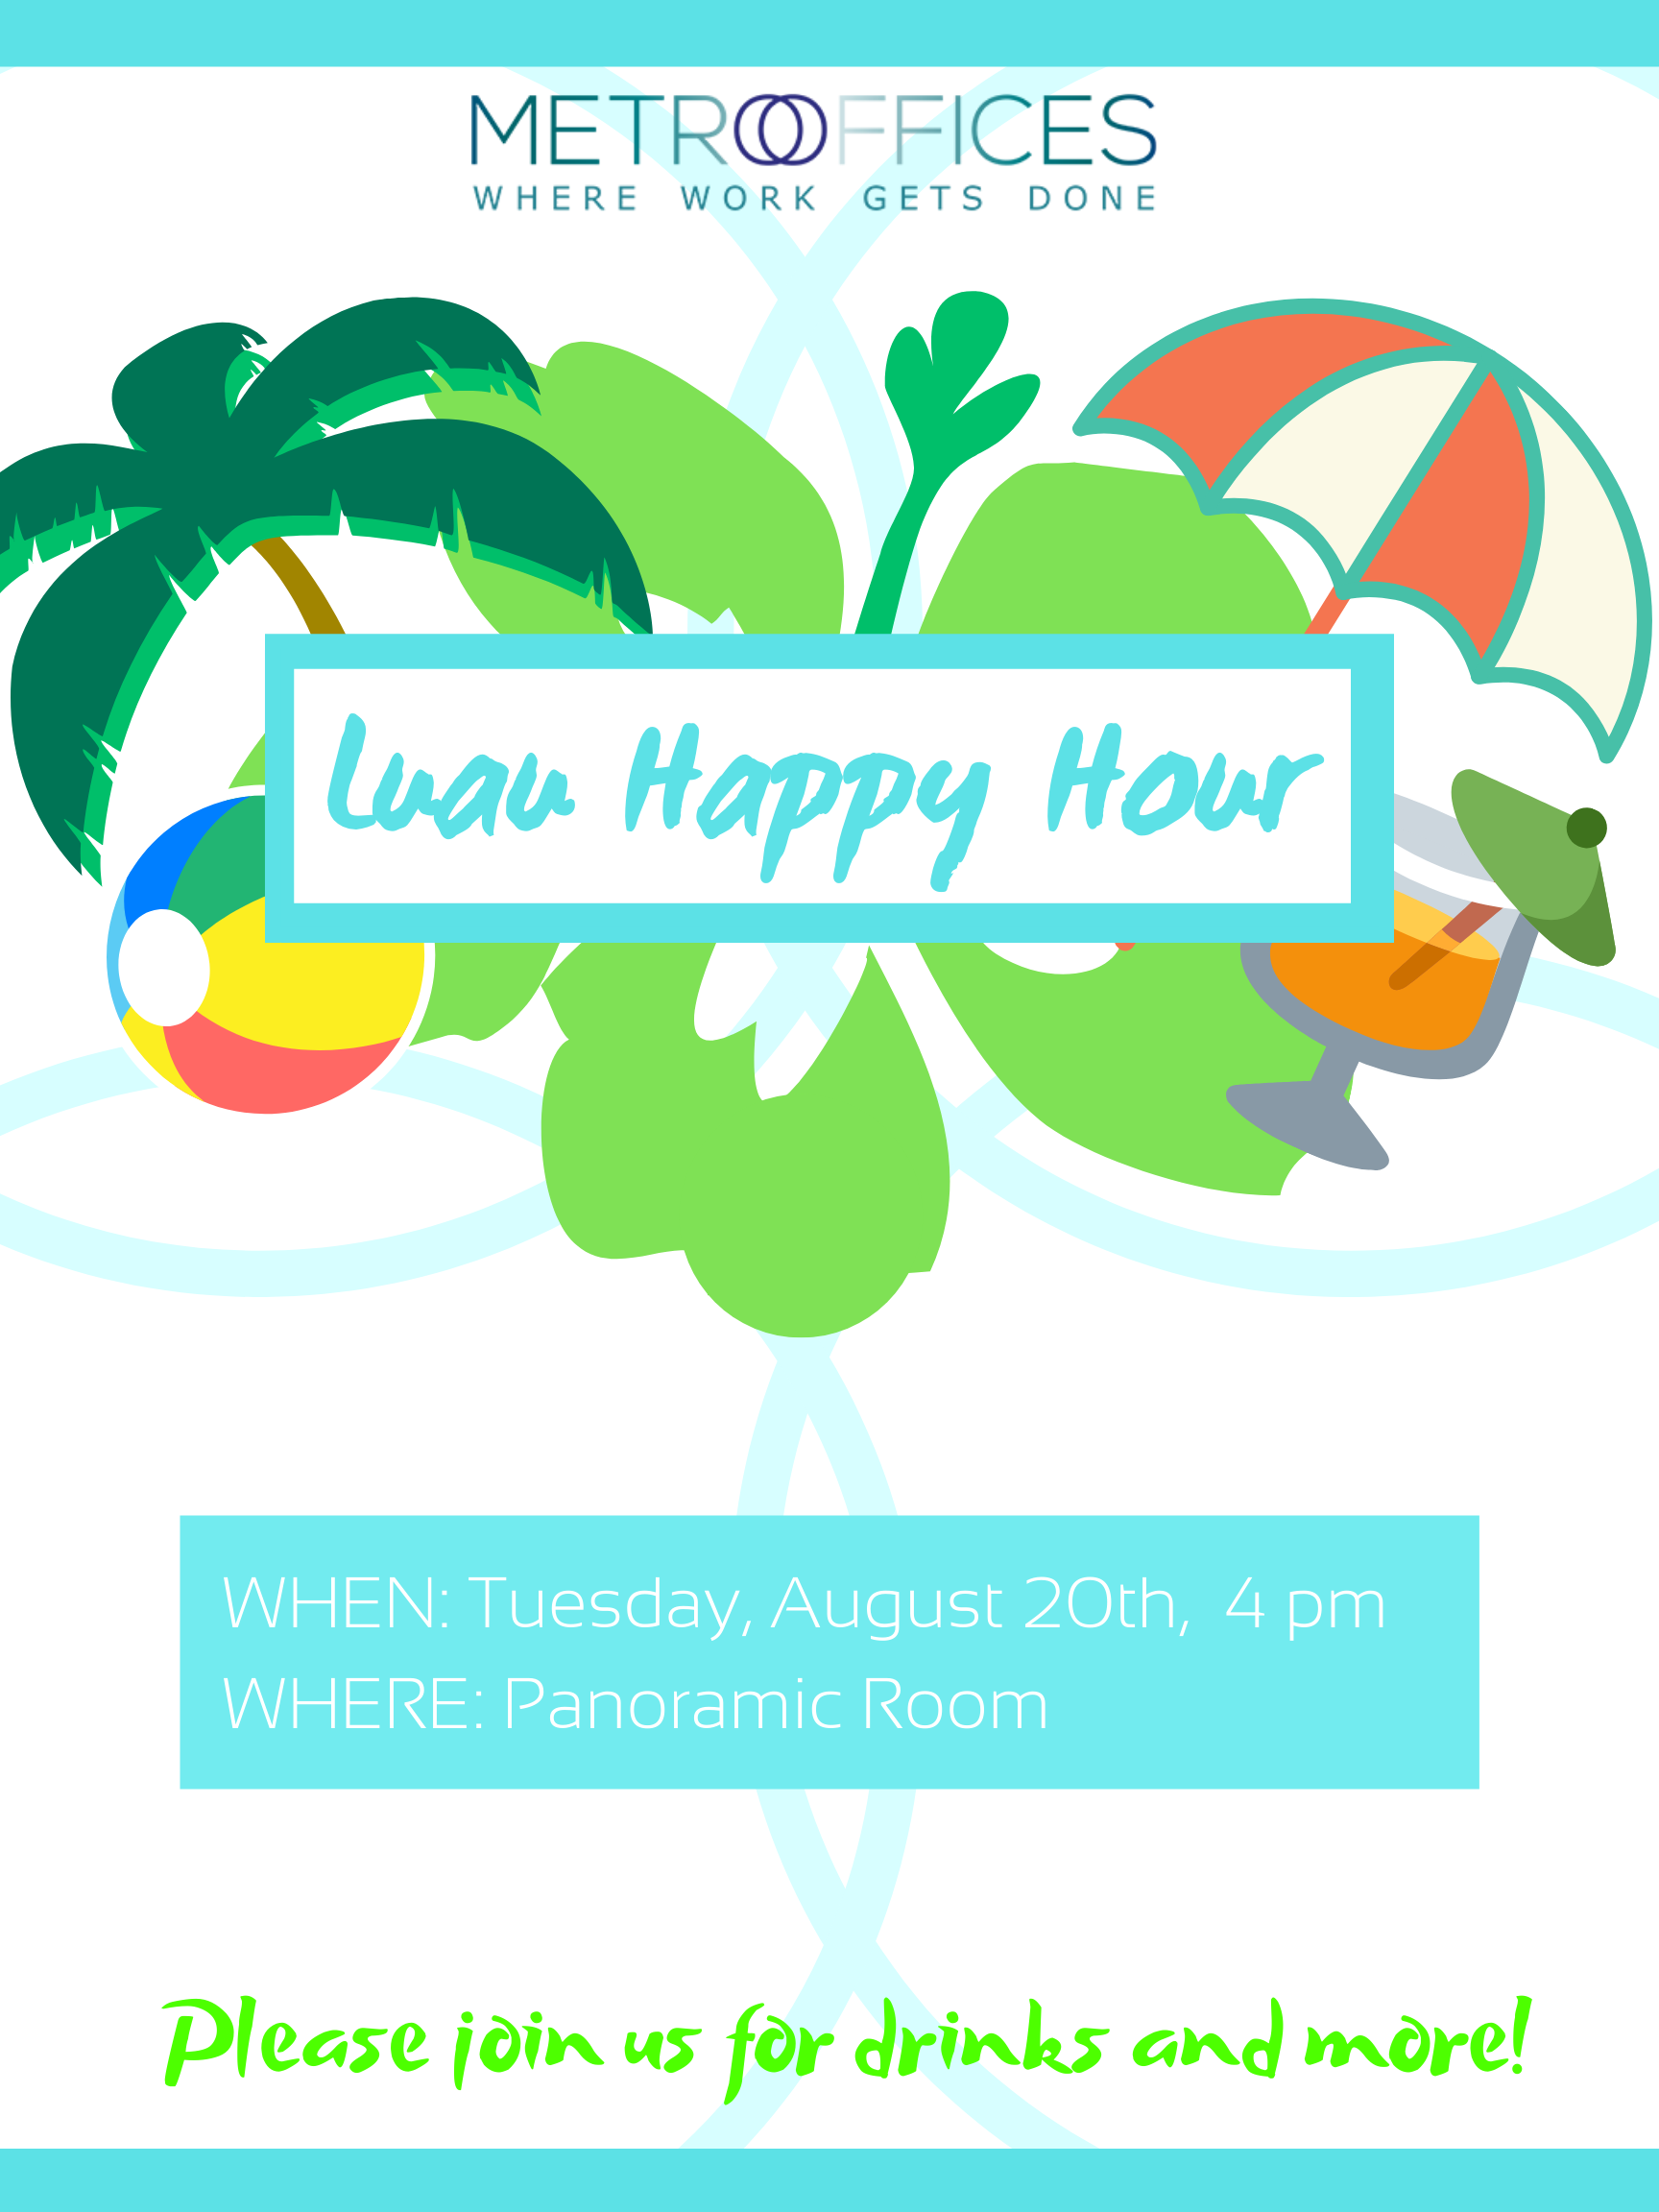 METROOFFICES
WHERE WORK GETS DONE
Luau Happy Hour
WHEN: Tuesday, August 20th, 4 pm
WHERE: Panoramic Room
Please join us for drinks and more!